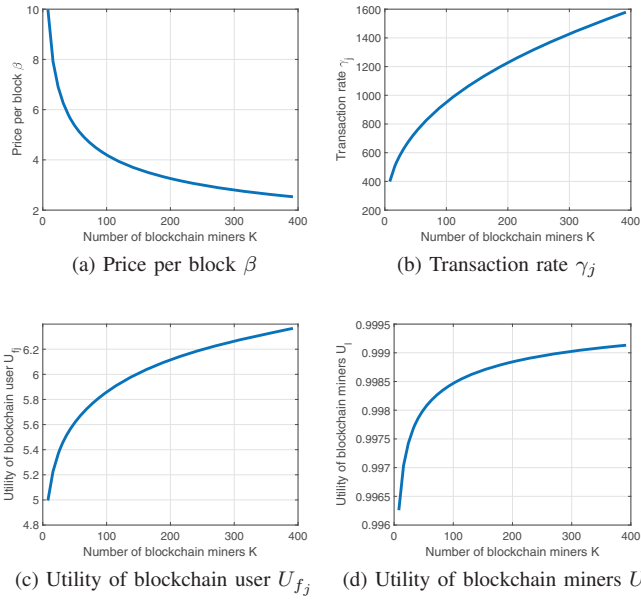 10
8
6
4
2
Price per block β
0 100 200 300 400
Number of blockchain miners K
(a) Price per block β
1600
1400
1200
1000
800
600
400
200
Transaction rate γj
0 100 200 300 400
Number of blockchain miners K
(b) Transaction rate γj
6.2
6
5.8
5.6
5.4
5.2
5
4.8
Utility of blockchain user Ufj
0 100 200 300 400
Number of blockchain miners K
(c) Utility of blockchain user Ufj
0.9995
0.999
0.9985
0.998
0.9975
0.997
0.9965
0.996
Utility of blockchain miners Ul
0 100 200 300 400
Number of blockchain miners K
(d) Utility of blockchain miners U